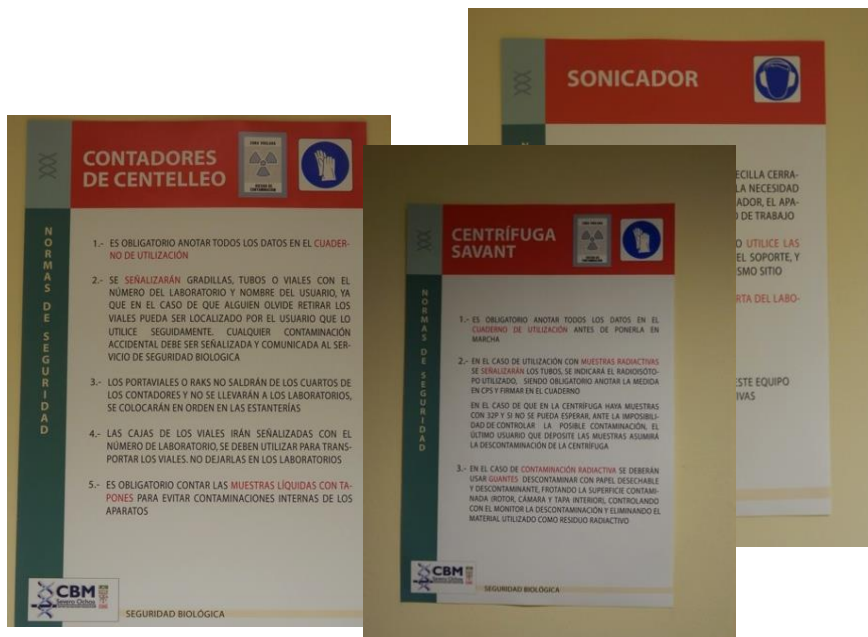 CONTADORES
DE CENTELLEO
ZONA VIGILADA
RIESGO DE
CONTAMINACIÓN
NORMAS DE SEGURIDAD
1.- ES OBLIGATORIO ANOTAR TODOS LOS DATOS EN EL CUADER-
NO DE UTILIZACIÓN
2.- SE SEÑALIZARÁN GRADILLAS, TUBOS O VIALES CON EL
NÚMERO DEL LABORATORIO Y NOMBRE DEL USUARIO, YA
QUE EN EL CASO DE QUE ALGUIEN OLVIDE RETIRAR LOS
VIALES PUEDA SER LOCALIZADO POR EL USUARIO QUE LO
UTILICE SEGUIDAMENTE. CUALQUIER CONTAMINACIÓN
ACCIDENTAL DEBE SER SEÑALIZADA Y COMUNICADA AL SER-
VICIO DE SEGURIDAD BIOLOGICA
3.- LOS PORTAVIALES O RAKS NO SALDRÁN DE LOS CUARTOS DE
LOS CONTADORES Y NO SE LLEVARÁN A LOS LABORATORIOS,
SE COLOCARÁN EN ORDEN EN LAS ESTANTERÍAS
4.- LAS CAJAS DE LOS VIALES IRÁN SEÑALIZADAS CON EL
NÚMERO DE LABORATORIO, SE DEBEN UTILIZAR PARA TRANS-
PORTAR LOS VIALES. NO DEJARLAS EN LOS LABORATORIOS
5.- ES OBLIGATORIO CONTAR LAS MUESTRAS LÍQUIDAS CON TA-
PONES PARA EVITAR CONTAMINACIONES INTERNAS DE LOS
APARATOS
CBM
Severo Ochoa
SEGURIDAD BIOLÓGICA
CENTRÍFUGA
SAVANT
NORMAS DE SEGURIDAD
1.- ES OBLIGATORIO ANOTAR TODOS LOS DATOS EN EL
CUADERNO DE UTILIZACIÓN ANTES DE PONERLA EN
MARCHA
2.- EN EL CASO DE UTILIZACIÓN CON MUESTRAS RADIACTIVAS
SE SEÑALIZARÁN LOS TUBOS, SE INDICARÁ EL RADIOISÓTO-
PO UTILIZADO, SIENDO OBLIGATORIO ANOTAR LA MEDIDA
EN CPS Y FIRMAR EN EL CUADERNO
EN EL CASO DE QUE EN LA CENTRÍFUGA HAYA MUESTRAS
CON 32P Y SI NO SE PUEDA ESPERAR, ANTE LA IMPOSIBILI-
DAD DE CONTROLAR LA POSIBLE CONTAMINACIÓN, EL
ÚLTIMO USUARIO QUE DEPOSITE LAS MUESTRAS ASUMIRÁ
LA DESCONTAMINACIÓN DE LA CENTRÍFUGA
3.- EN EL CASO DE CONTAMINACIÓN RADIACTIVA SE DEBERÁN
USAR GUANTES DESCONTAMINAR CON PAPEL DESECHABLE
Y DESCONTAMINANTE, FROTANDO LA SUPERFICIE CONTAMI-
NADA (ROTOR, CÁMARA Y TAPA INTERIOR), CONTROLANDO
CON EL MONITOR LA DESCONTAMINACIÓN Y ELIMINANDO EL
MATERIAL UTILIZADO COMO RESIDUO RADIACTIVO
CBM
Severo Ochoa
SEGURIDAD BIOLÓGICA
SONICADOR
ECILLA CERRA-
LA NECESIDAD
ADOR, EL APA-
O DE TRABAJO
O UTILICE LAS
EL SOPORTE, Y
SMO SITIO
RTA DEL LABO-
ESTE EQUIPO
IVAS